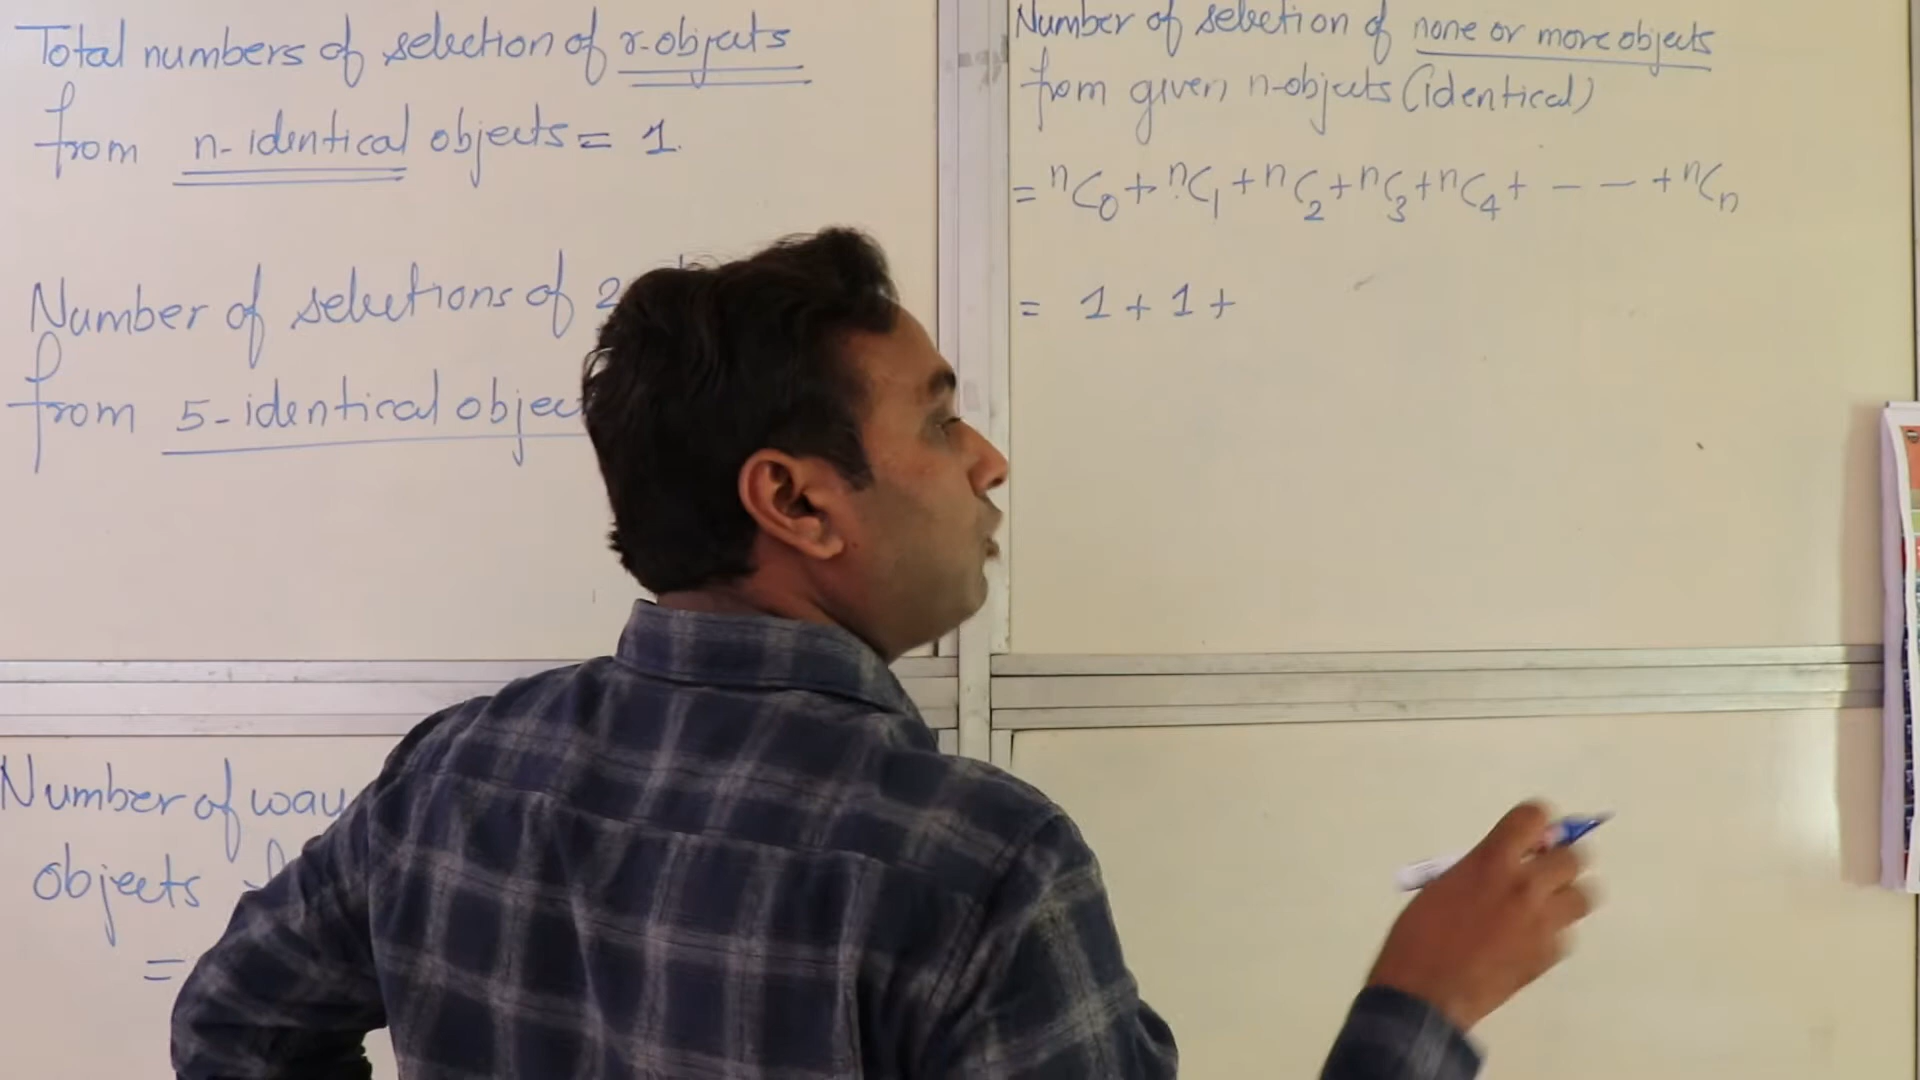 Total numbers of selection of r-objects
from n-identical objects = 1.
Number of selections of 2
from 5-identical objec
Number of way
objects
=
Number of selection of none or more objects
from given n-objects (identical)
= ⁿC₀ + ⁿC₁ + ⁿC₂ + ⁿC₃ + ⁿC₄ + - - + ⁿCₙ
= 1 + 1 +